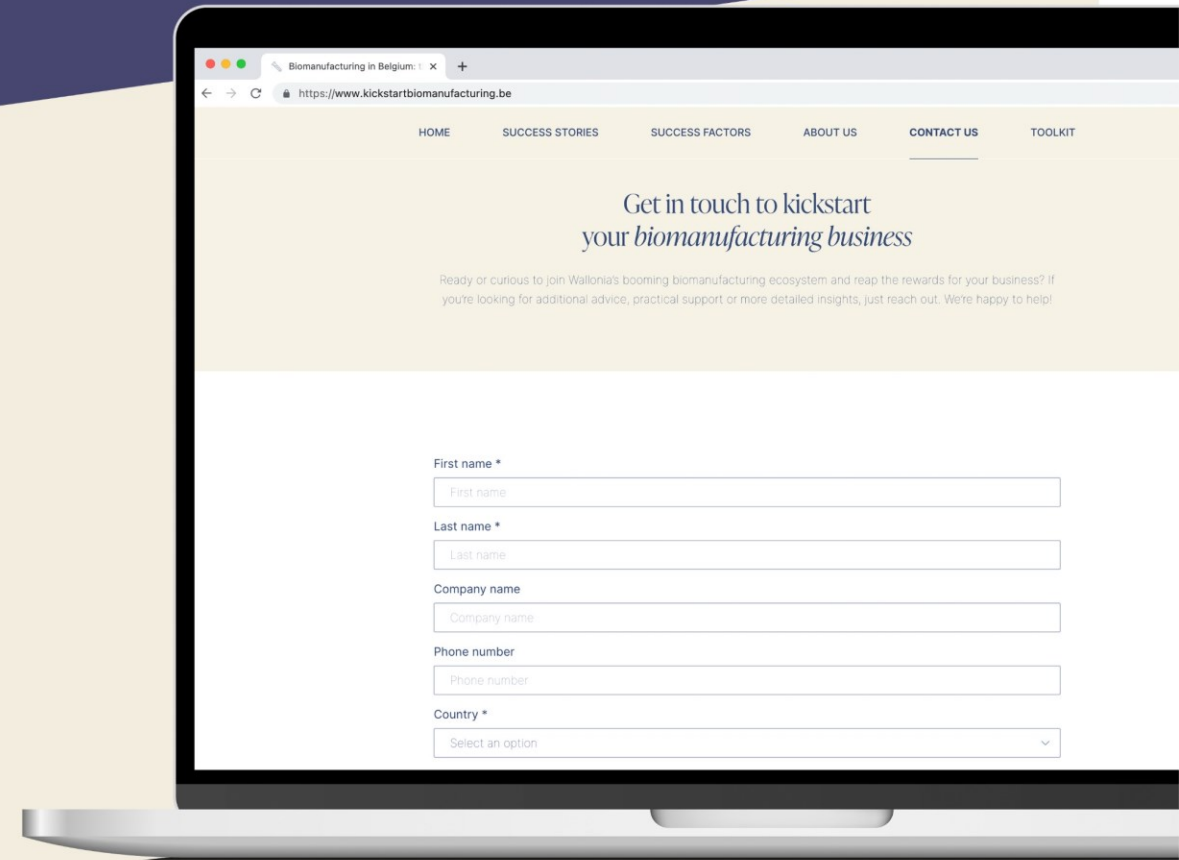 Biomanufacturing in Belgium:
https://www.kickstartbiomanufacturing.be
HOME SUCCESS STORIES SUCCESS FACTORS ABOUT US CONTACT US TOOLKIT
Get in touch to kickstart
your biomanufacturing business
Ready or curious to join Wallonia's booming biomanufacturing ecosystem and reap the rewards for your business? If
you're looking for additional advice, practical support or more detailed insights, just reach out. We're happy to help!
First name *
First name
Last name *
Last name
Company name
Company name
Phone number
Phone number
Country *
Select an option